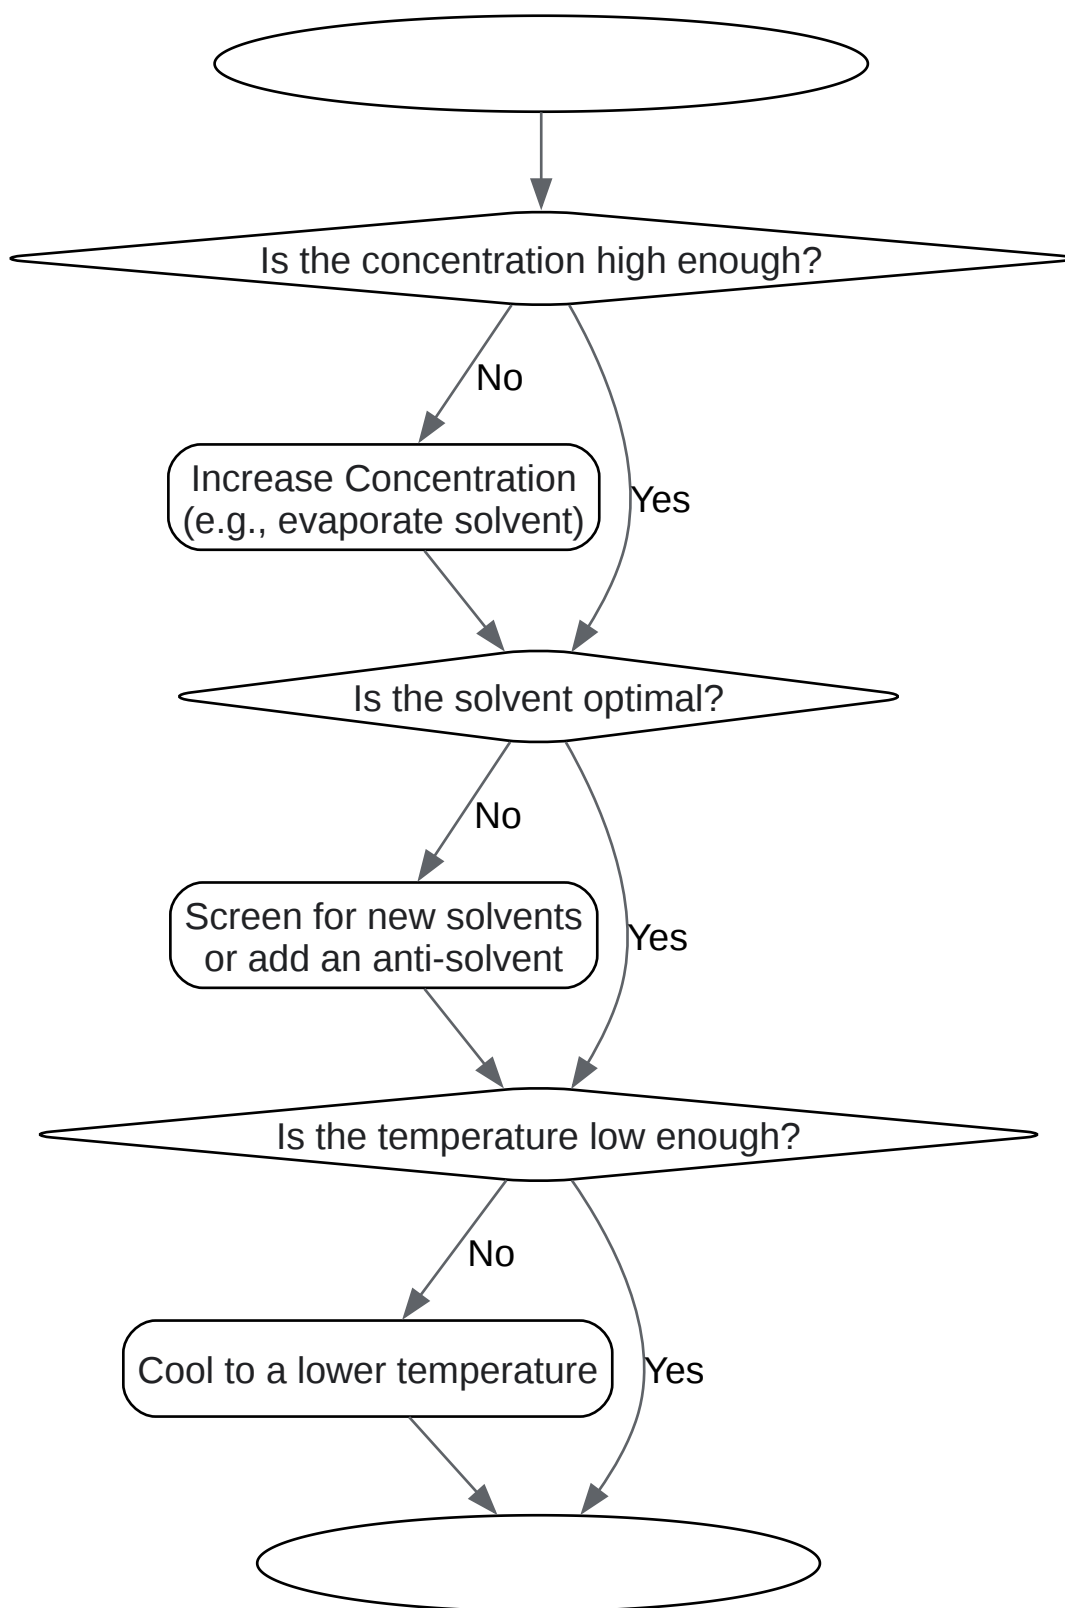 Is the concentration high enough?
No
Increase Concentration
(e.g., evaporate solvent)
Yes
Is the solvent optimal?
No
Screen for new solvents
or add an anti-solvent
Yes
Is the temperature low enough?
No
Cool to a lower temperature
Yes